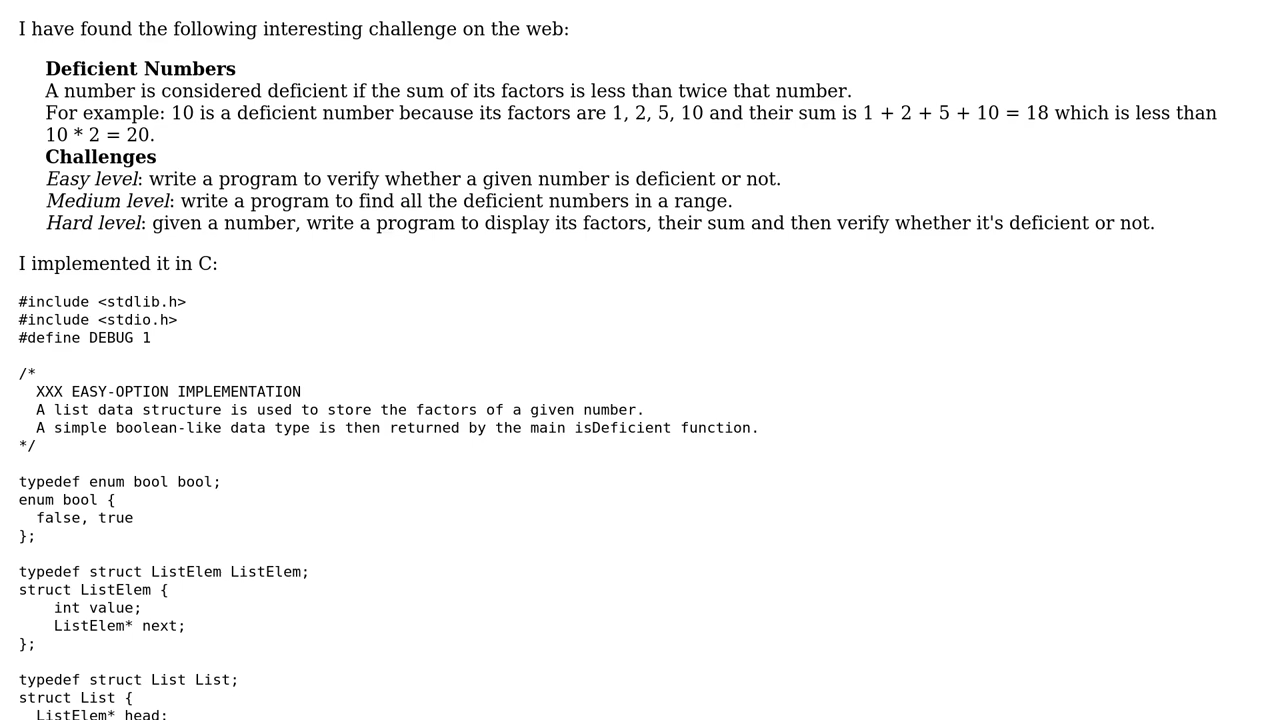 I have found the following interesting challenge on the web:
Deficient Numbers
A number is considered deficient if the sum of its factors is less than twice that number.
For example: 10 is a deficient number because its factors are 1, 2, 5, 10 and their sum is 1 + 2 + 5 + 10 = 18 which is less than
10 * 2 = 20.
Challenges
Easy level: write a program to verify whether a given number is deficient or not.
Medium level: write a program to find all the deficient numbers in a range.
Hard level: given a number, write a program to display its factors, their sum and then verify whether it's deficient or not.
I implemented it in C:
#include <stdlib.h>
#include <stdio.h>
#define DEBUG 1
/*
  XXX EASY-OPTION IMPLEMENTATION
  A list data structure is used to store the factors of a given number.
  A simple boolean-like data type is then returned by the main isDeficient function.
*/
typedef enum bool bool;
enum bool {
  false, true
};
typedef struct ListElem ListElem;
struct ListElem {
    int value;
    ListElem* next;
};
typedef struct List List;
struct List {
  ListElem* head;